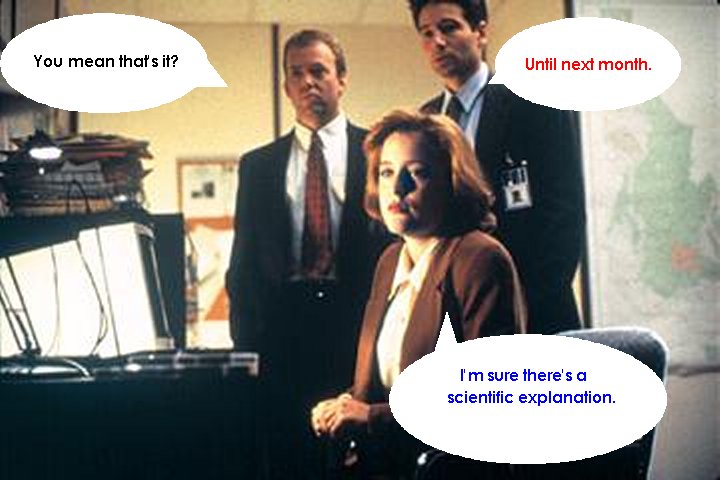 You mean that's it?
Until next month.
I'm sure there's a
scientific explanation.